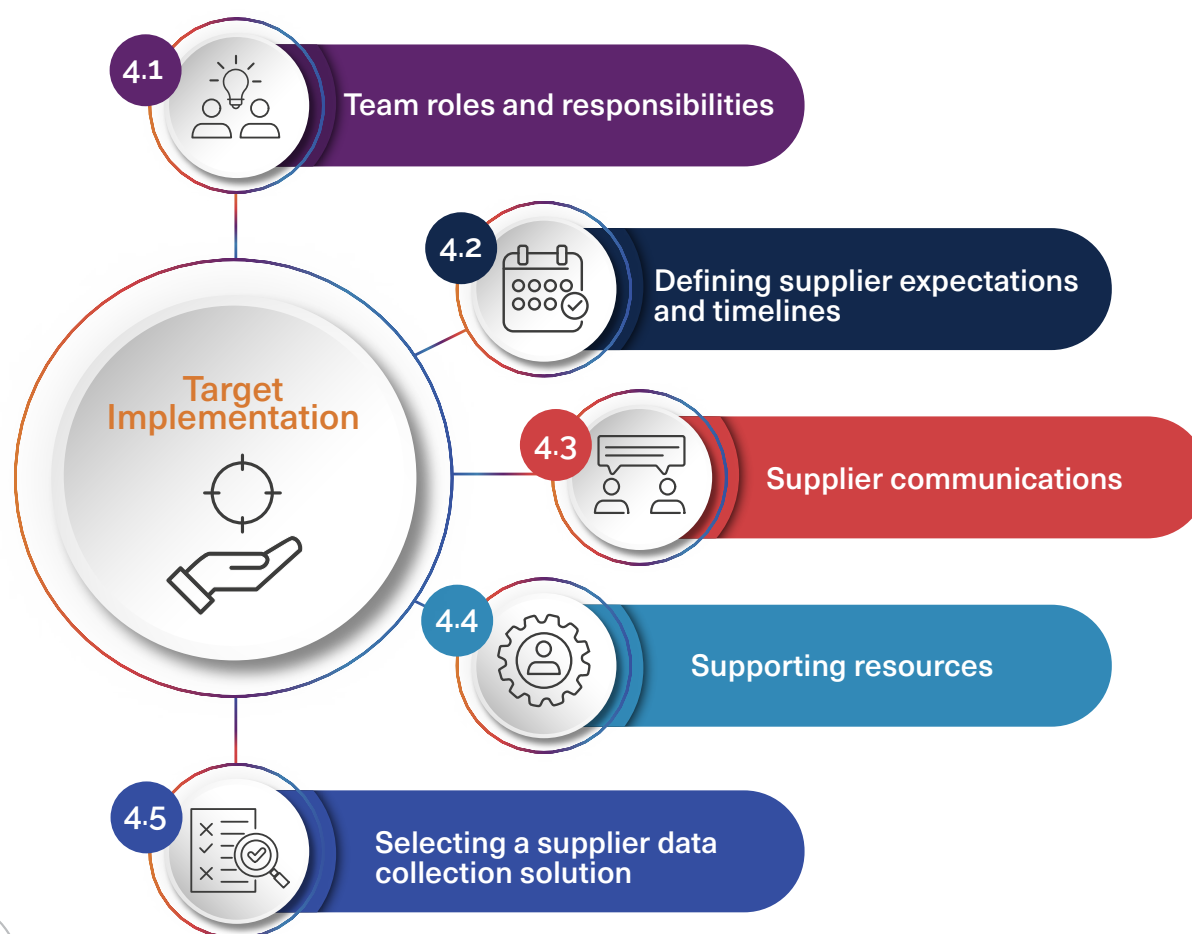 4.1
Team roles and responsibilities
4.2
Defining supplier expectations
and timelines
Target
Implementation
4.3
Supplier communications
4.4
Supporting resources
4.5
Selecting a supplier data
collection solution